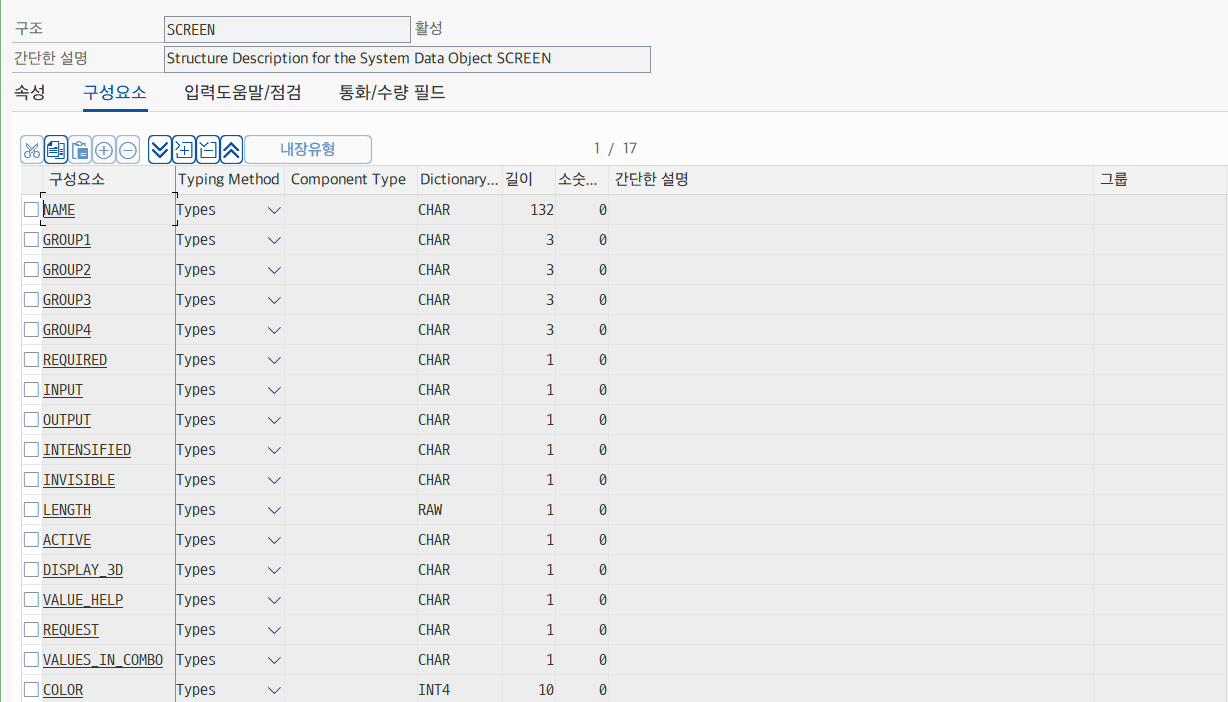 구조 SCREEN 활성
간단한 설명 Structure Description for the System Data Object SCREEN
속성 구성요소 입력도움말/점검 통화/수량 필드
내장유형 1 / 17
구성요소 Typing Method Component Type Dictionary... 길이 소숫... 간단한 설명 그룹
NAME Types CHAR 132 0
GROUP1 Types CHAR 3 0
GROUP2 Types CHAR 3 0
GROUP3 Types CHAR 3 0
GROUP4 Types CHAR 3 0
REQUIRED Types CHAR 1 0
INPUT Types CHAR 1 0
OUTPUT Types CHAR 1 0
INTENSIFIED Types CHAR 1 0
INVISIBLE Types CHAR 1 0
LENGTH Types RAW 1 0
ACTIVE Types CHAR 1 0
DISPLAY_3D Types CHAR 1 0
VALUE_HELP Types CHAR 1 0
REQUEST Types CHAR 1 0
VALUES_IN_COMBO Types CHAR 1 0
COLOR Types INT4 10 0